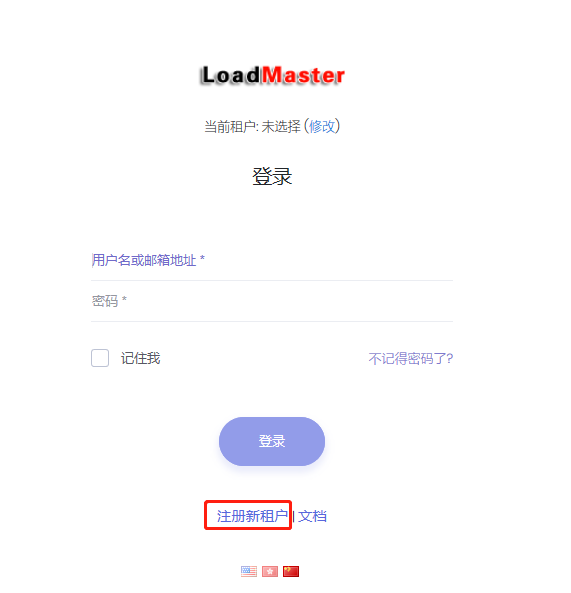 LoadMaster
当前租户: 未选择 (修改)
登录
用户名或邮箱地址 *
密码 *
记住我 不记得密码了?
登录
注册新租户 | 文档